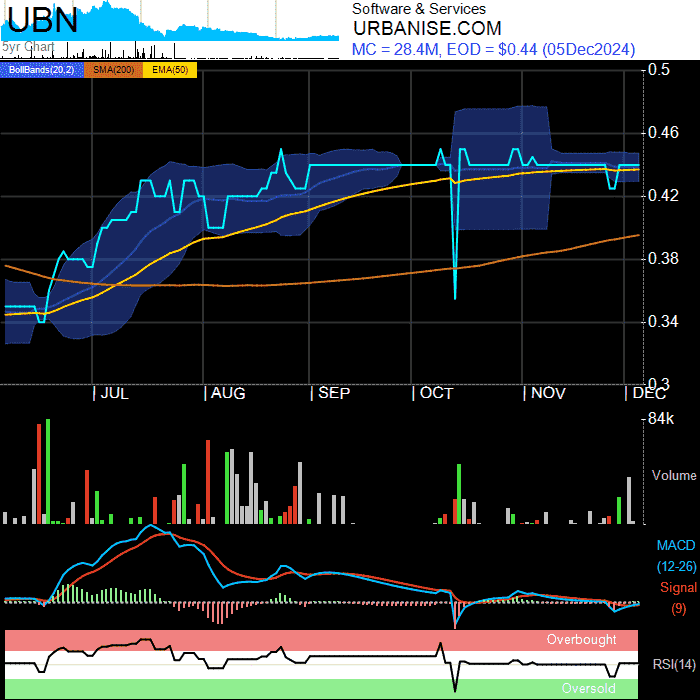 UBN
5yr Chart
Software & Services
URBANISE.COM
MC = 28.4M, EOD = $0.44 (05Dec2024)
BollBands(20,2) SMA(200) EMA(50)
0.5
0.46
0.42
0.38
0.34
0.3
| JUL | AUG | SEP | OCT | NOV | DEC
84k
Volume
MACD
(12-26)
Signal
(9)
Overbought
RSI(14)
Oversold